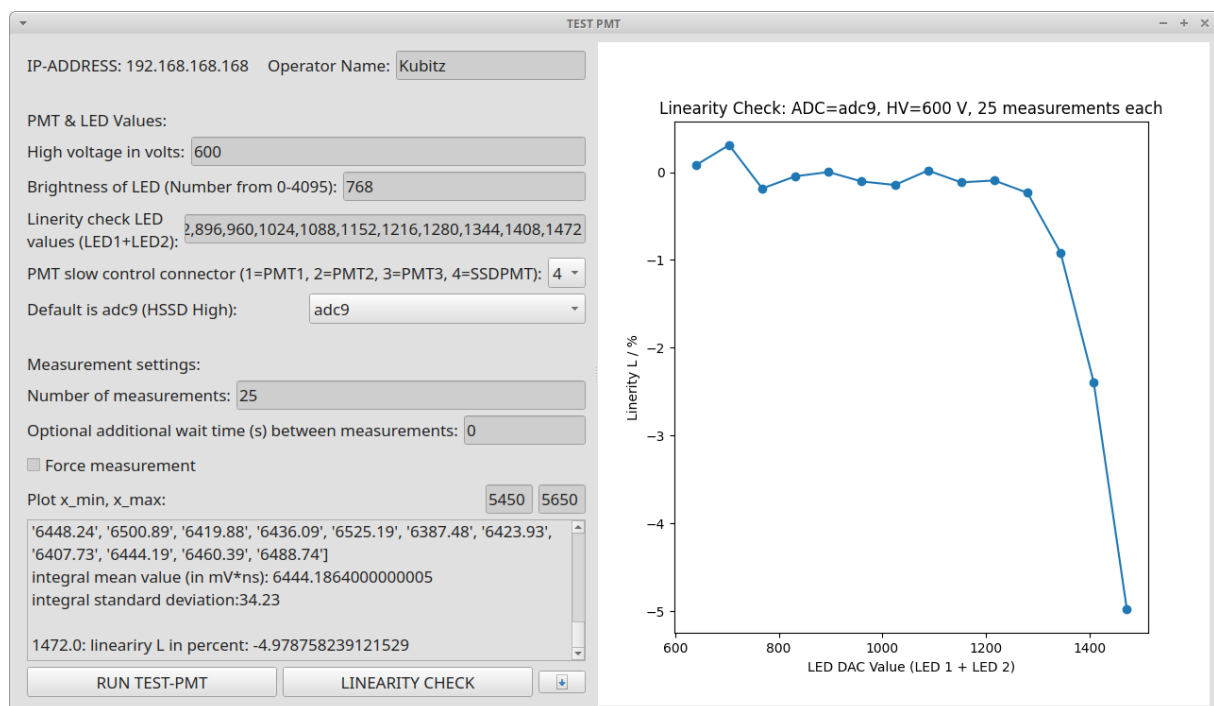 TEST PMT
IP-ADDRESS: 192.168.168.168 Operator Name: Kubitz
PMT & LED Values:
High voltage in volts: 600
Brightness of LED (Number from 0-4095): 768
Linerity check LED
values (LED1+LED2): 2,896,960,1024,1088,1152,1216,1280,1344,1408,1472
PMT slow control connector (1=PMT1, 2=PMT2, 3=PMT3, 4=SSDPMT): 4
Default is adc9 (HSSD High): adc9
Measurement settings:
Number of measurements: 25
Optional additional wait time (s) between measurements: 0
Force measurement
Plot x_min, x_max: 5450 5650
'6448.24', '6500.89', '6419.88', '6436.09', '6525.19', '6387.48', '6423.93',
'6407.73', '6444.19', '6460.39', '6488.74']
integral mean value (in mV*ns): 6444.1864000000005
integral standard deviation:34.23
1472.0: lineariry L in percent: -4.978758239121529
RUN TEST-PMT
LINEARITY CHECK
Linearity Check: ADC=adc9, HV=600 V, 25 measurements each
Linerity L / %
0
−1
−2
−3
−4
−5
600 800 1000 1200 1400
LED DAC Value (LED 1 + LED 2)